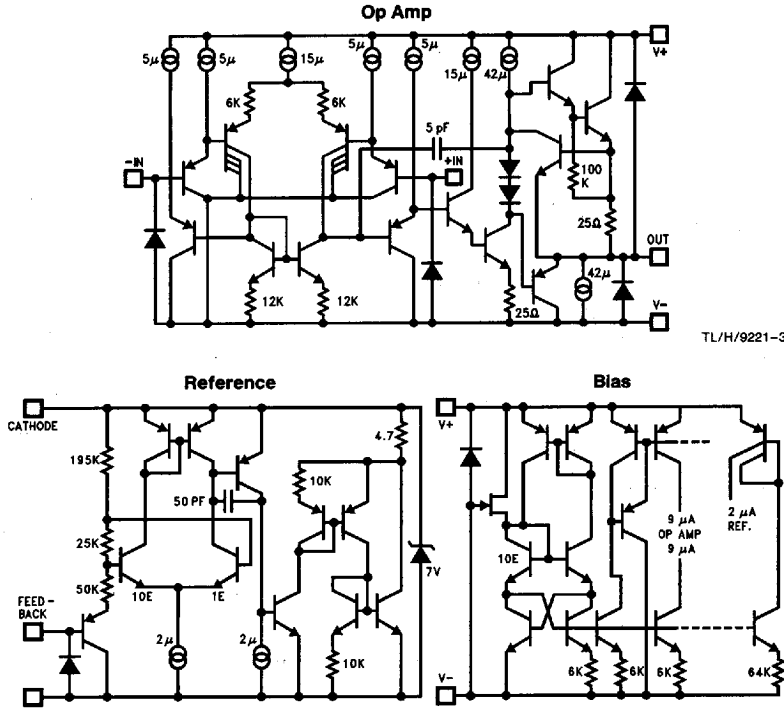 Op Amp
5μ
5μ
15μ
5μ
5μ
15μ
42μ
V+
6K
6K
5 pF
-IN
+IN
100
K
25Ω
OUT
42μ
12K
12K
25Ω
V-
TL/H/9221-3
Reference
CATHODE
195K
4.7
50 PF
10K
25K
50K
10E
1E
7V
FEED-
BACK
2μ
2μ
10K
Bias
V+
10E
9 μA
OP AMP
9 μA
2 μA
REF.
6K
6K
6K
64K
V-